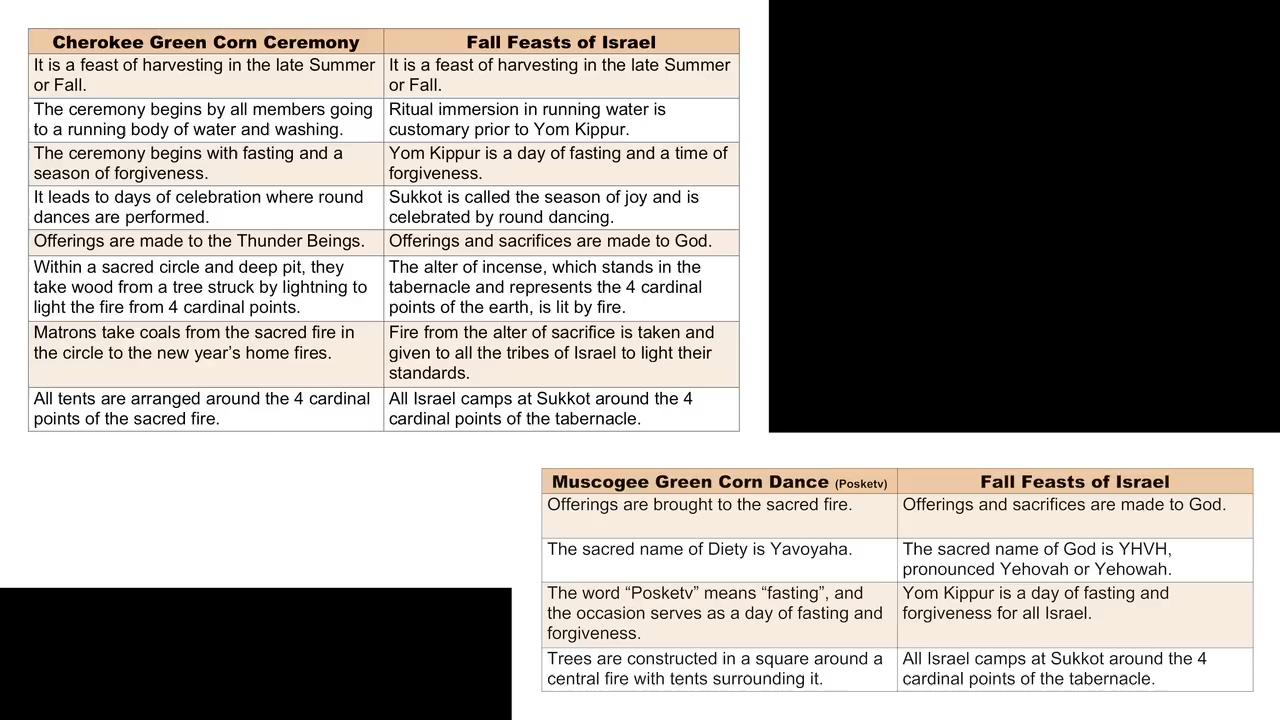 Cherokee Green Corn Ceremony
Fall Feasts of Israel
It is a feast of harvesting in the late Summer
or Fall.
It is a feast of harvesting in the late Summer
or Fall.
The ceremony begins by all members going
to a running body of water and washing.
Ritual immersion in running water is
customary prior to Yom Kippur.
The ceremony begins with fasting and a
season of forgiveness.
Yom Kippur is a day of fasting and a time of
forgiveness.
It leads to days of celebration where round
dances are performed.
Sukkot is called the season of joy and is
celebrated by round dancing.
Offerings are made to the Thunder Beings.
Offerings and sacrifices are made to God.
Within a sacred circle and deep pit, they
take wood from a tree struck by lightning to
light the fire from 4 cardinal points.
The alter of incense, which stands in the
tabernacle and represents the 4 cardinal
points of the earth, is lit by fire.
Matrons take coals from the sacred fire in
the circle to the new year’s home fires.
Fire from the alter of sacrifice is taken and
given to all the tribes of Israel to light their
standards.
All tents are arranged around the 4 cardinal
points of the sacred fire.
All Israel camps at Sukkot around the 4
cardinal points of the tabernacle.
Muscogee Green Corn Dance (Posketv)
Fall Feasts of Israel
Offerings are brought to the sacred fire.
Offerings and sacrifices are made to God.
The sacred name of Diety is Yavoyaha.
The sacred name of God is YHVH,
pronounced Yehovah or Yehowah.
The word “Posketv” means “fasting”, and
the occasion serves as a day of fasting and
forgiveness.
Yom Kippur is a day of fasting and
forgiveness for all Israel.
Trees are constructed in a square around a
central fire with tents surrounding it.
All Israel camps at Sukkot around the 4
cardinal points of the tabernacle.